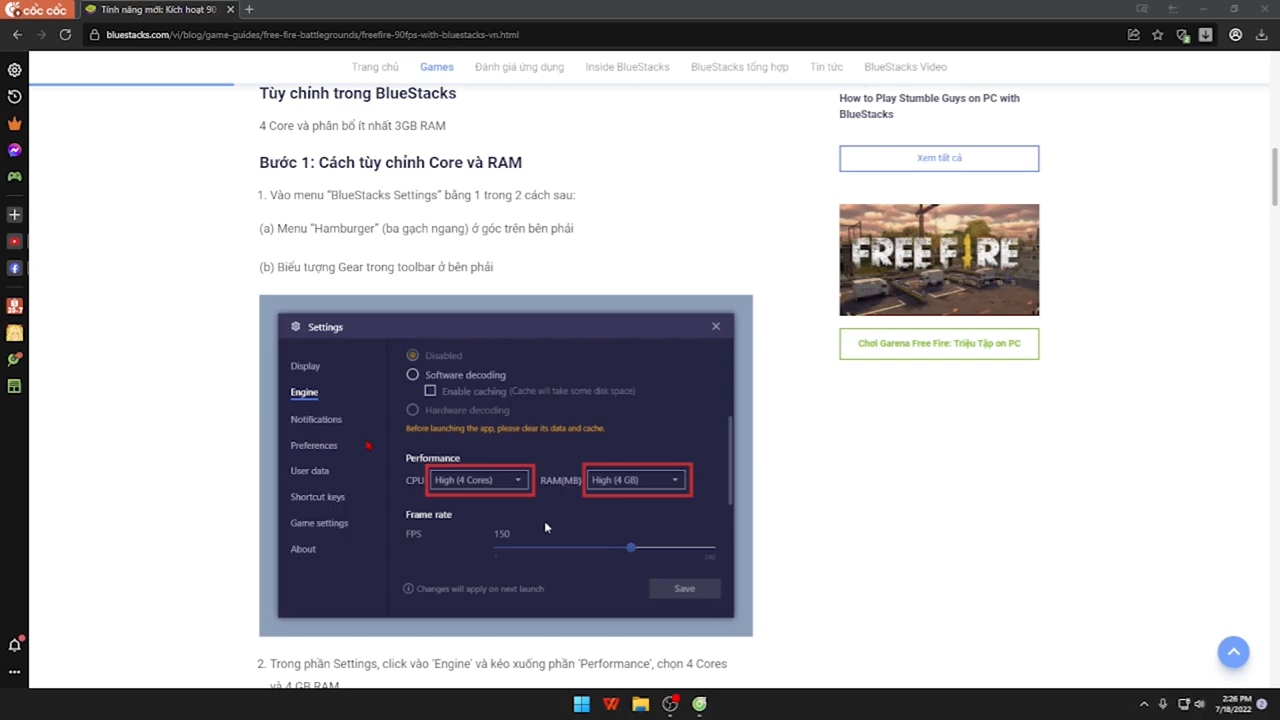 cốc cốc
Tính năng mới: Kích hoạt 90
bluestacks.com/vi/blog/game-guides/free-fire-battlegrounds/freefire-90fps-with-bluestacks-vn.html
Trang chủ Games Đánh giá ứng dụng Inside BlueStacks BlueStacks tổng hợp Tin tức BlueStacks Video
Tùy chỉnh trong BlueStacks
4 Core và phân bổ ít nhất 3GB RAM
Bước 1: Cách tùy chỉnh Core và RAM
1. Vào menu “BlueStacks Settings” bằng 1 trong 2 cách sau:
(a) Menu “Hamburger” (ba gạch ngang) ở góc trên bên phải
(b) Biểu tượng Gear trong toolbar ở bên phải
Settings
Display
Engine
Notifications
Preferences
User data
Shortcut keys
Game settings
About
Disabled
Software decoding
Enable caching (Cache will take some disk space)
Hardware decoding
Before launching the app, please clear its data and cache.
Performance
CPU High (4 Cores) RAM(MB) High (4 GB)
Frame rate
FPS 150
1
Changes will apply on next launch
Save
2. Trong phần Settings, click vào 'Engine' và kéo xuống phần 'Performance', chọn 4 Cores
và 4 GB RAM
How to Play Stumble Guys on PC with
BlueStacks
Xem tất cả
FREE FIRE
Chơi Garena Free Fire: Triệu Tập on PC
2:26 PM
7/18/2022
2